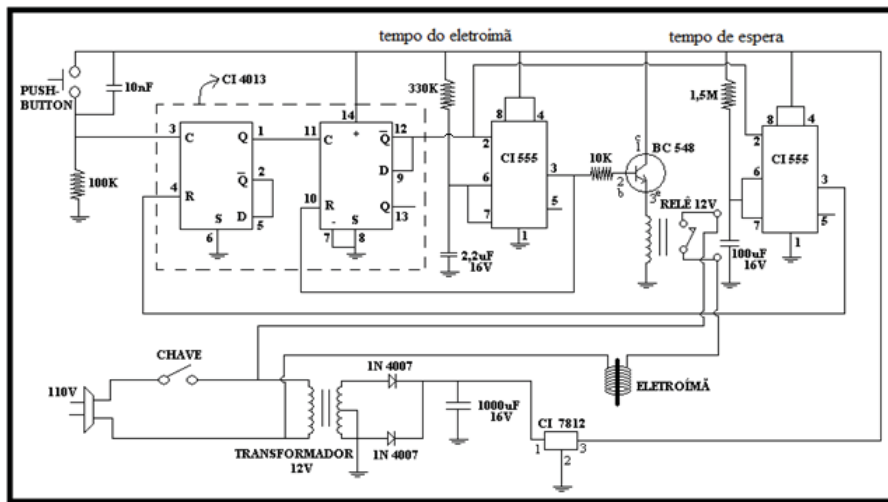 tempo do eletroímã
tempo de espera
CI 4013
PUSH-
BUTTON
10nF
100K
3
C
Q
1
Q
2
4
R
D
5
S
6
14
+
11
C
Q
12
D
9
10
R
Q
13
-
S
7
8
330K
2,2uF
16V
8
4
2
CI 555
6
3
7
5
1
10K
BC 548
c
1
2
b
3
e
RELÊ 12V
1,5M
100uF
16V
8
4
2
CI 555
6
3
7
5
1
CHAVE
110V
TRANSFORMADOR
12V
1N 4007
1N 4007
1000uF
16V
ELETROÍMÃ
CI 7812
1
3
2